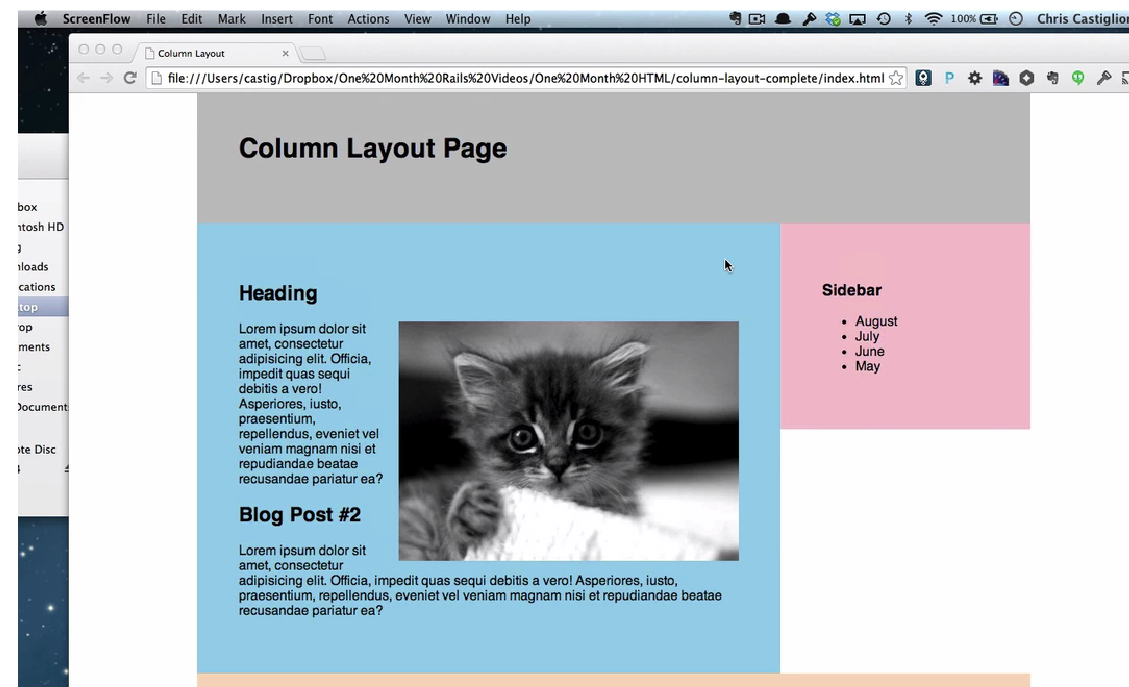 ScreenFlow File Edit Mark Insert Font Actions View Window Help 100% Chris Castiglion
Column Layout
file:///Users/castig/Dropbox/One%20Month%20Rails%20Videos/One%20Month%20HTML/column-layout-complete/index.html
Column Layout Page
box
ntosh HD
g
nloads
cations
top
rop
ments
c
res
Document
ote Disc
Heading
Lorem ipsum dolor sit
amet, consectetur
adipisicing elit. Officia,
impedit quas sequi
debitis a vero!
Asperiores, iusto,
praesentium,
repellendus, eveniet vel
veniam magnam nisi et
repudiandae beatae
recusandae pariatur ea?
Blog Post #2
Lorem ipsum dolor sit
amet, consectetur
adipisicing elit. Officia, impedit quas sequi debitis a vero! Asperiores, iusto,
praesentium, repellendus, eveniet vel veniam magnam nisi et repudiandae beatae
recusandae pariatur ea?
Sidebar
August
July
June
May